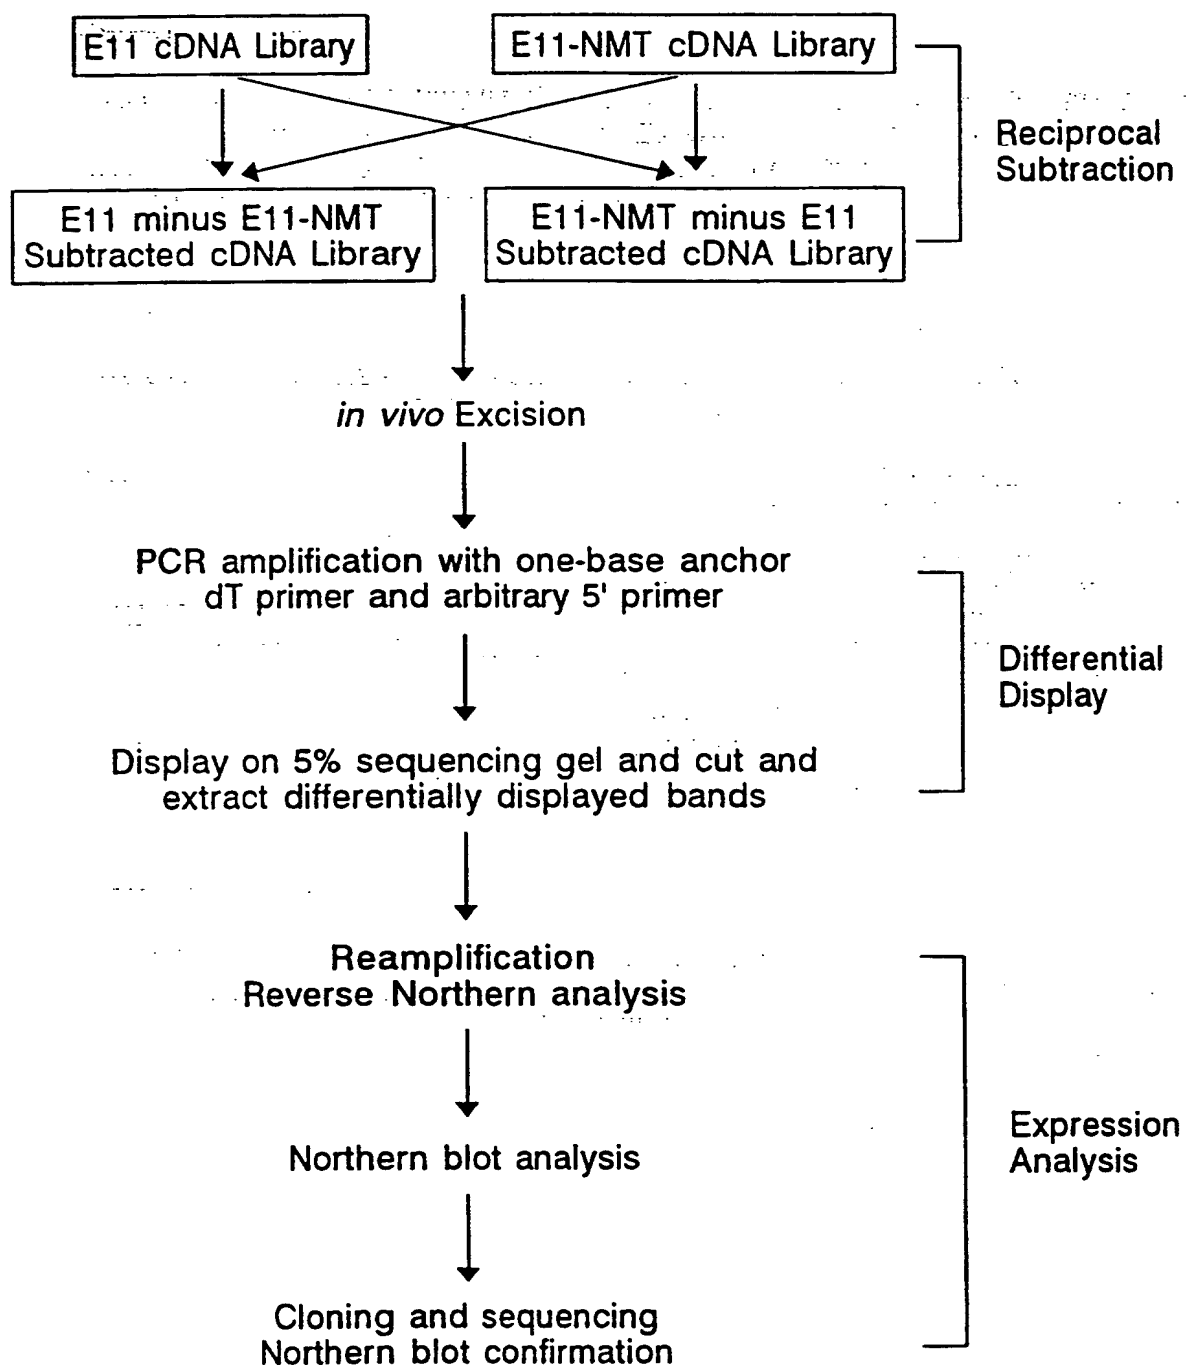 E11 cDNA Library
E11-NMT cDNA Library
Reciprocal
Subtraction
E11 minus E11-NMT
Subtracted cDNA Library
E11-NMT minus E11
Subtracted cDNA Library
in vivo Excision
PCR amplification with one-base anchor
dT primer and arbitrary 5' primer
Differential
Display
Display on 5% sequencing gel and cut and
extract differentially displayed bands
Reamplification
Reverse Northern analysis
Northern blot analysis
Expression
Analysis
Cloning and sequencing
Northern blot confirmation